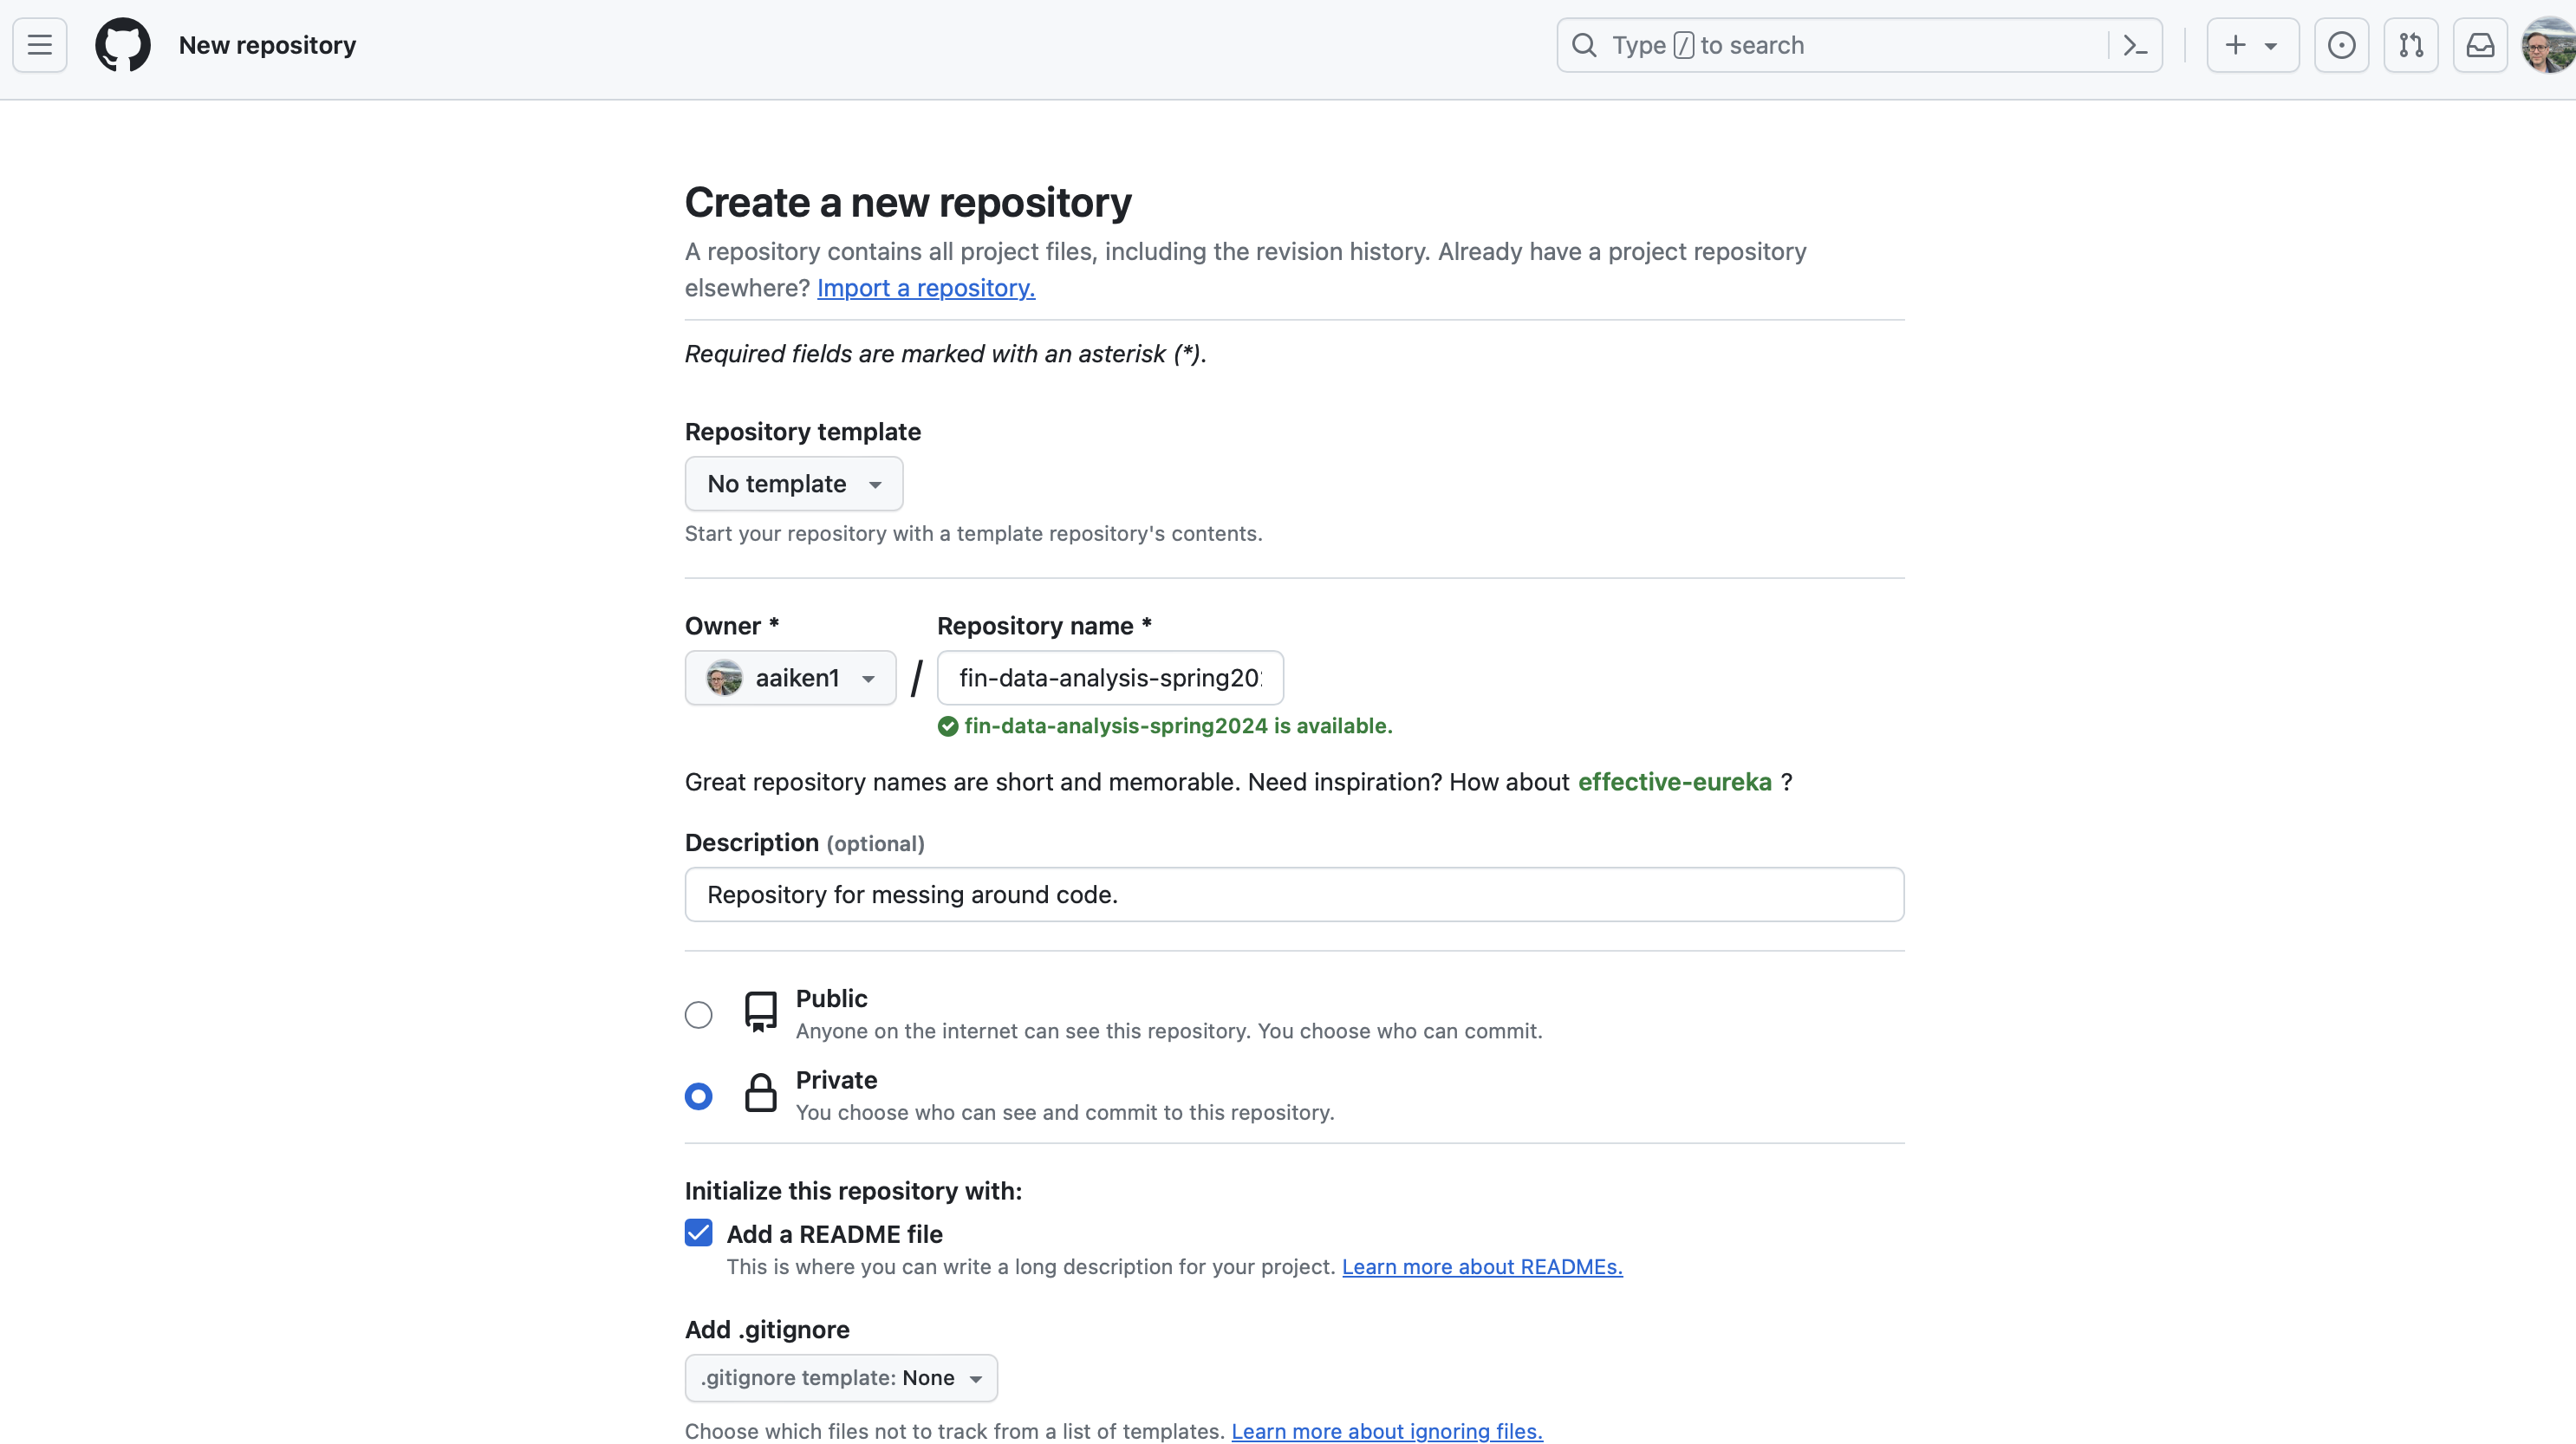 New repository
Type / to search
Create a new repository
A repository contains all project files, including the revision history. Already have a project repository
elsewhere? Import a repository.
Required fields are marked with an asterisk (*).
Repository template
No template
Start your repository with a template repository's contents.
Owner *
Repository name *
aaiken1
/
fin-data-analysis-spring20
fin-data-analysis-spring2024 is available.
Great repository names are short and memorable. Need inspiration? How about effective-eureka ?
Description (optional)
Repository for messing around code.
Public
Anyone on the internet can see this repository. You choose who can commit.
Private
You choose who can see and commit to this repository.
Initialize this repository with:
Add a README file
This is where you can write a long description for your project. Learn more about READMEs.
Add .gitignore
.gitignore template: None
Choose which files not to track from a list of templates. Learn more about ignoring files.